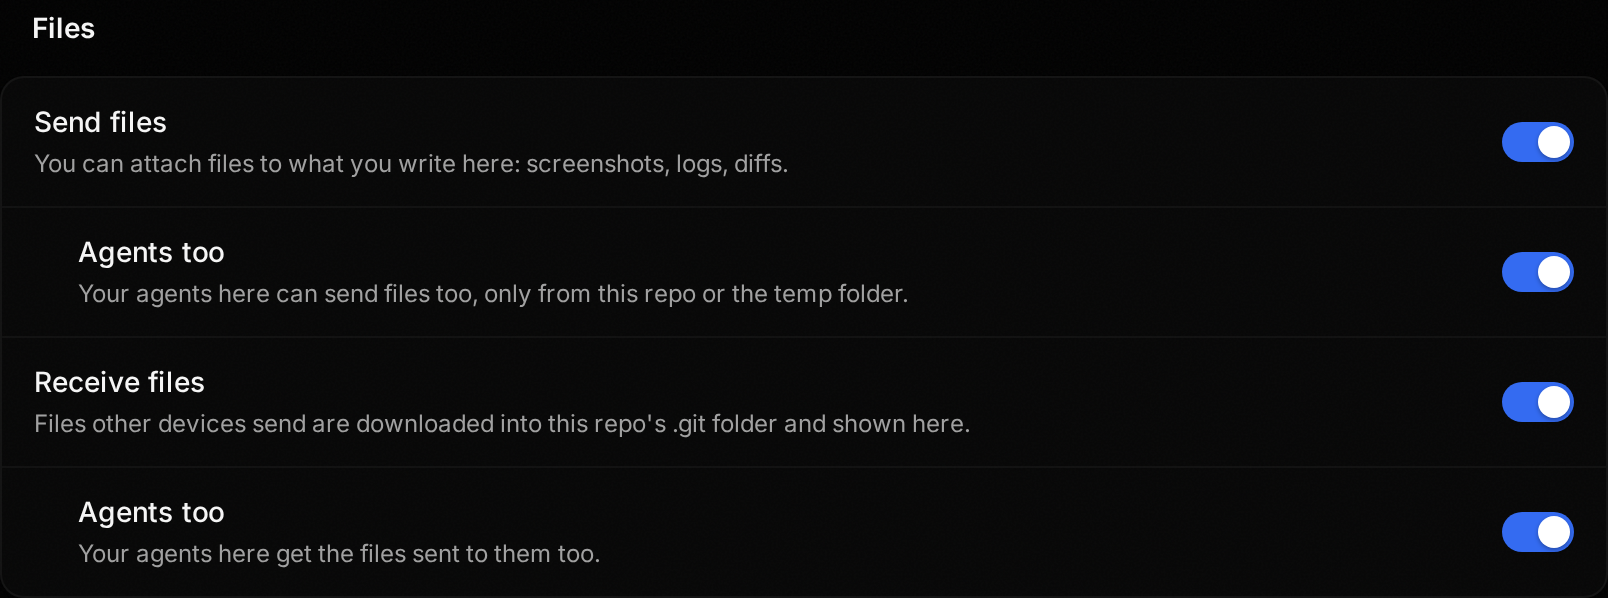 Files
Send files
You can attach files to what you write here: screenshots, logs, diffs.
Agents too
Your agents here can send files too, only from this repo or the temp folder.
Receive files
Files other devices send are downloaded into this repo's .git folder and shown here.
Agents too
Your agents here get the files sent to them too.